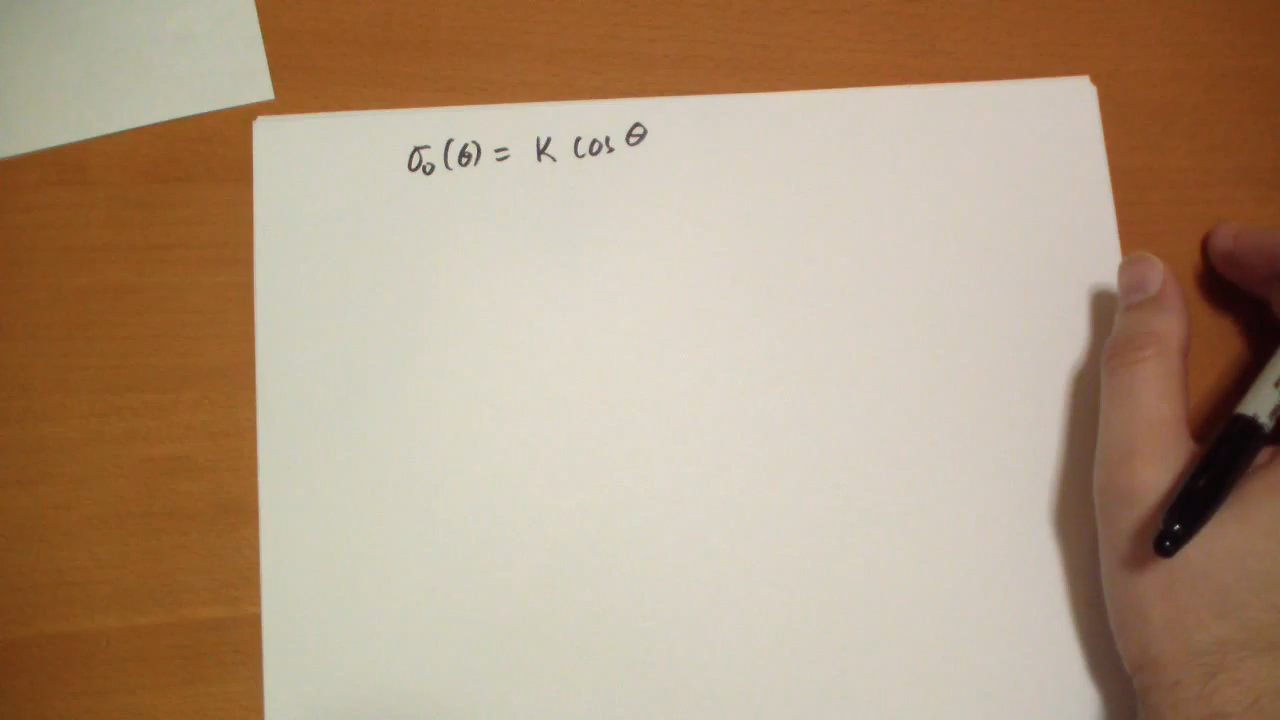 σ₀(θ) = K cos θ